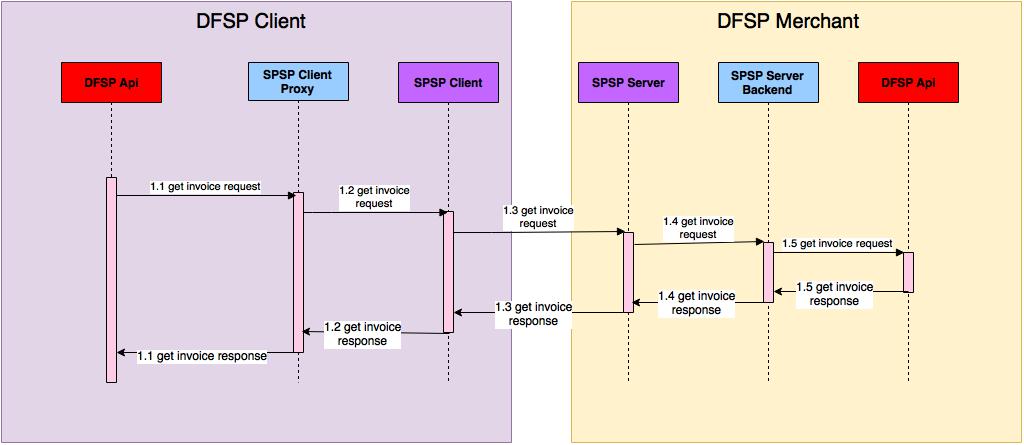 DFSP Client
DFSP Merchant
DFSP Api
SPSP Client
Proxy
SPSP Client
SPSP Server
SPSP Server
Backend
DFSP Api
1.1 get invoice request
1.2 get invoice
request
1.3 get invoice
request
1.4 get invoice
request
1.5 get invoice request
1.5 get invoice
response
1.4 get invoice
response
1.3 get invoice
response
1.2 get invoice
response
1.1 get invoice response